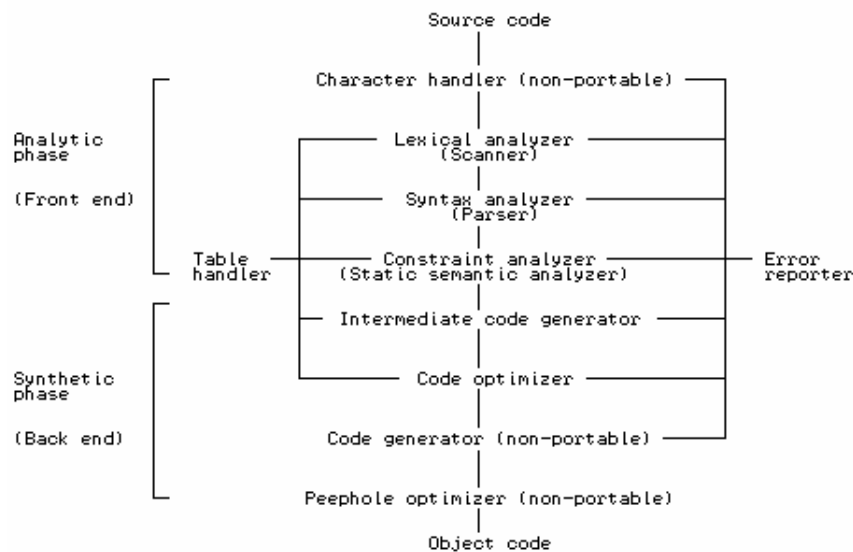 Source code
Character handler (non-portable)
Analytic
phase
Lexical analyzer
(Scanner)
(Front end)
Syntax analyzer
(Parser)
Table
handler
Constraint analyzer
(Static semantic analyzer)
Error
reporter
Intermediate code generator
Synthetic
phase
Code optimizer
(Back end)
Code generator (non-portable)
Peephole optimizer (non-portable)
Object code